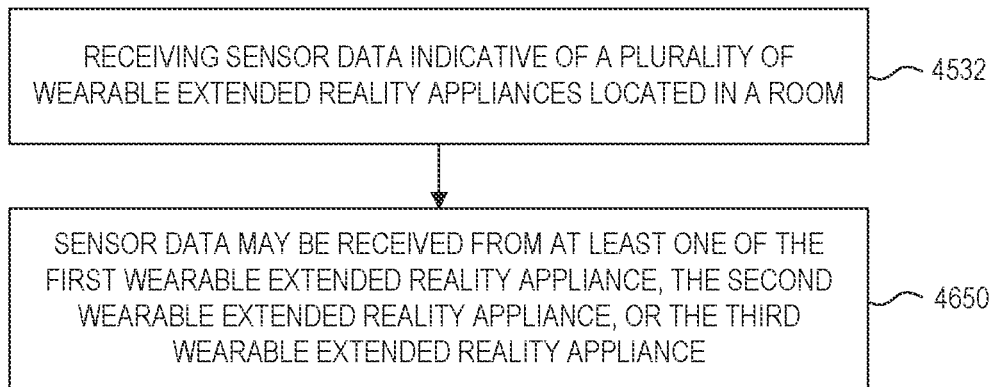 RECEIVING SENSOR DATA INDICATIVE OF A PLURALITY OF
WEARABLE EXTENDED REALITY APPLIANCES LOCATED IN A ROOM
4532
SENSOR DATA MAY BE RECEIVED FROM AT LEAST ONE OF THE
FIRST WEARABLE EXTENDED REALITY APPLIANCE, THE SECOND
WEARABLE EXTENDED REALITY APPLIANCE, OR THE THIRD
WEARABLE EXTENDED REALITY APPLIANCE
4650